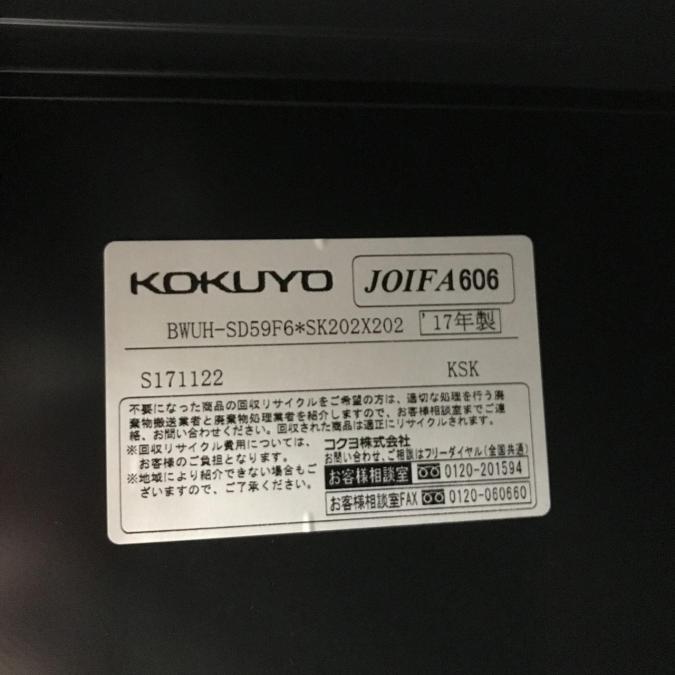 KOKUYO JOIFA606
BWUH-SD59F6*SK202X202 '17年製
S171122 KSK
不要になった商品の回収リサイクルをご希望の方は、適切な処理を行う廃
棄物搬送業者と廃棄物処理業者を紹介しますので、お客様相談室までご連
絡、お問い合わせください。回収された商品は適正にリサイクルされます。
※回収リサイクル費用については、
お客様のご負担となります。
※地域により紹介できない場合もご
ざいますので、ご了承ください。
コクヨ株式会社
お問い合わせ、ご相談はフリーダイヤル(全国共通)
お客様相談室 0120-201594
お客様相談室FAX 0120-060660